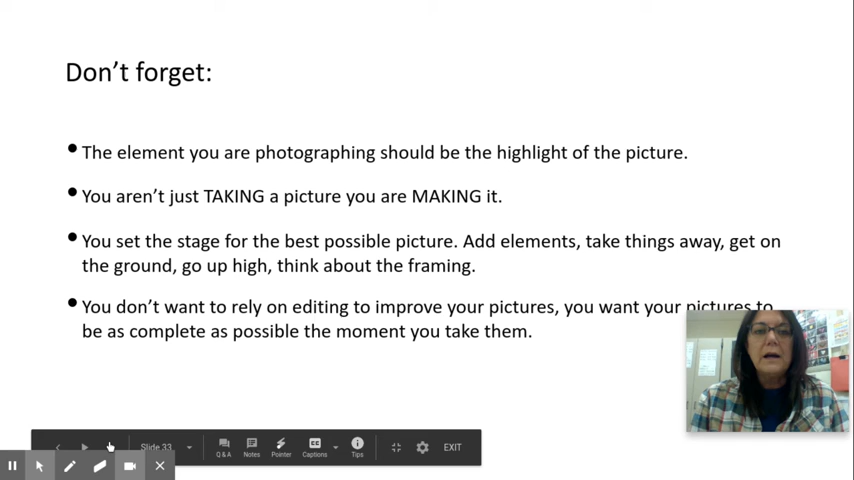 Don't forget:
• The element you are photographing should be the highlight of the picture.
• You aren't just TAKING a picture you are MAKING it.
• You set the stage for the best possible picture. Add elements, take things away, get on
the ground, go up high, think about the framing.
• You don't want to rely on editing to improve your pictures, you want your pictures to
be as complete as possible the moment you take them.
Slide 33
Q & A
Notes
Pointer
CC
Captions
Tips
EXIT